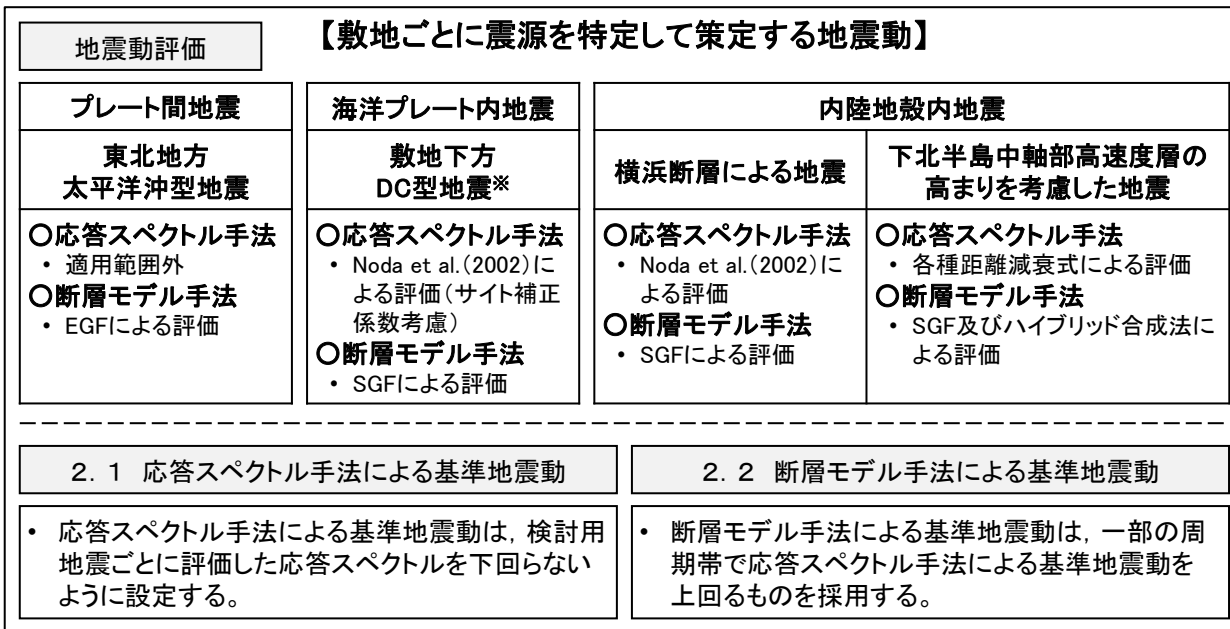 地震動評価
【敷地ごとに震源を特定して策定する地震動】
プレート間地震
東北地方
太平洋沖型地震
〇応答スペクトル手法
• 適用範囲外
〇断層モデル手法
• EGFによる評価
海洋プレート内地震
敷地下方
DC型地震※
〇応答スペクトル手法
• Noda et al.(2002)に
よる評価(サイト補正
係数考慮)
〇断層モデル手法
• SGFによる評価
内陸地殻内地震
横浜断層による地震
〇応答スペクトル手法
• Noda et al.(2002)に
よる評価
〇断層モデル手法
• SGFによる評価
下北半島中軸部高速度層の
高まりを考慮した地震
〇応答スペクトル手法
• 各種距離減衰式による評価
〇断層モデル手法
• SGF及びハイブリッド合成法に
よる評価
2.1 応答スペクトル手法による基準地震動
• 応答スペクトル手法による基準地震動は,検討用
地震ごとに評価した応答スペクトルを下回らない
ように設定する。
2.2 断層モデル手法による基準地震動
• 断層モデル手法による基準地震動は,一部の周
期帯で応答スペクトル手法による基準地震動を
上回るものを採用する。